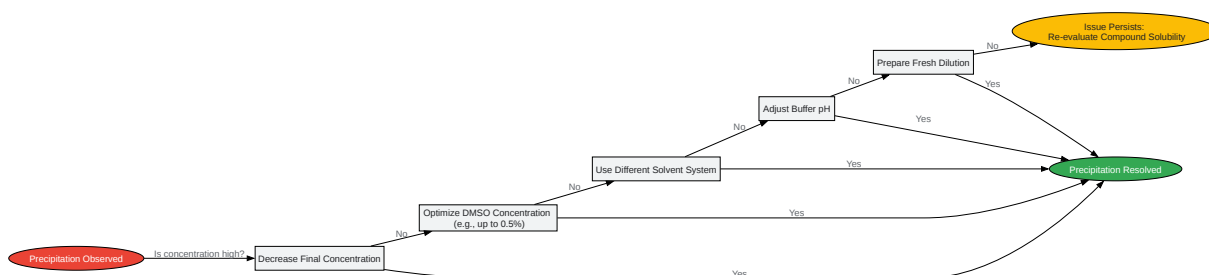 Issue Persists:
Re-evaluate Compound Solubility
No
Prepare Fresh Dilution
No
Yes
Adjust Buffer pH
No
Yes
Use Different Solvent System
Yes
Precipitation Resolved
No
Optimize DMSO Concentration
(e.g., up to 0.5%)
Yes
No
Precipitation Observed
Is concentration high?
Decrease Final Concentration
Yes